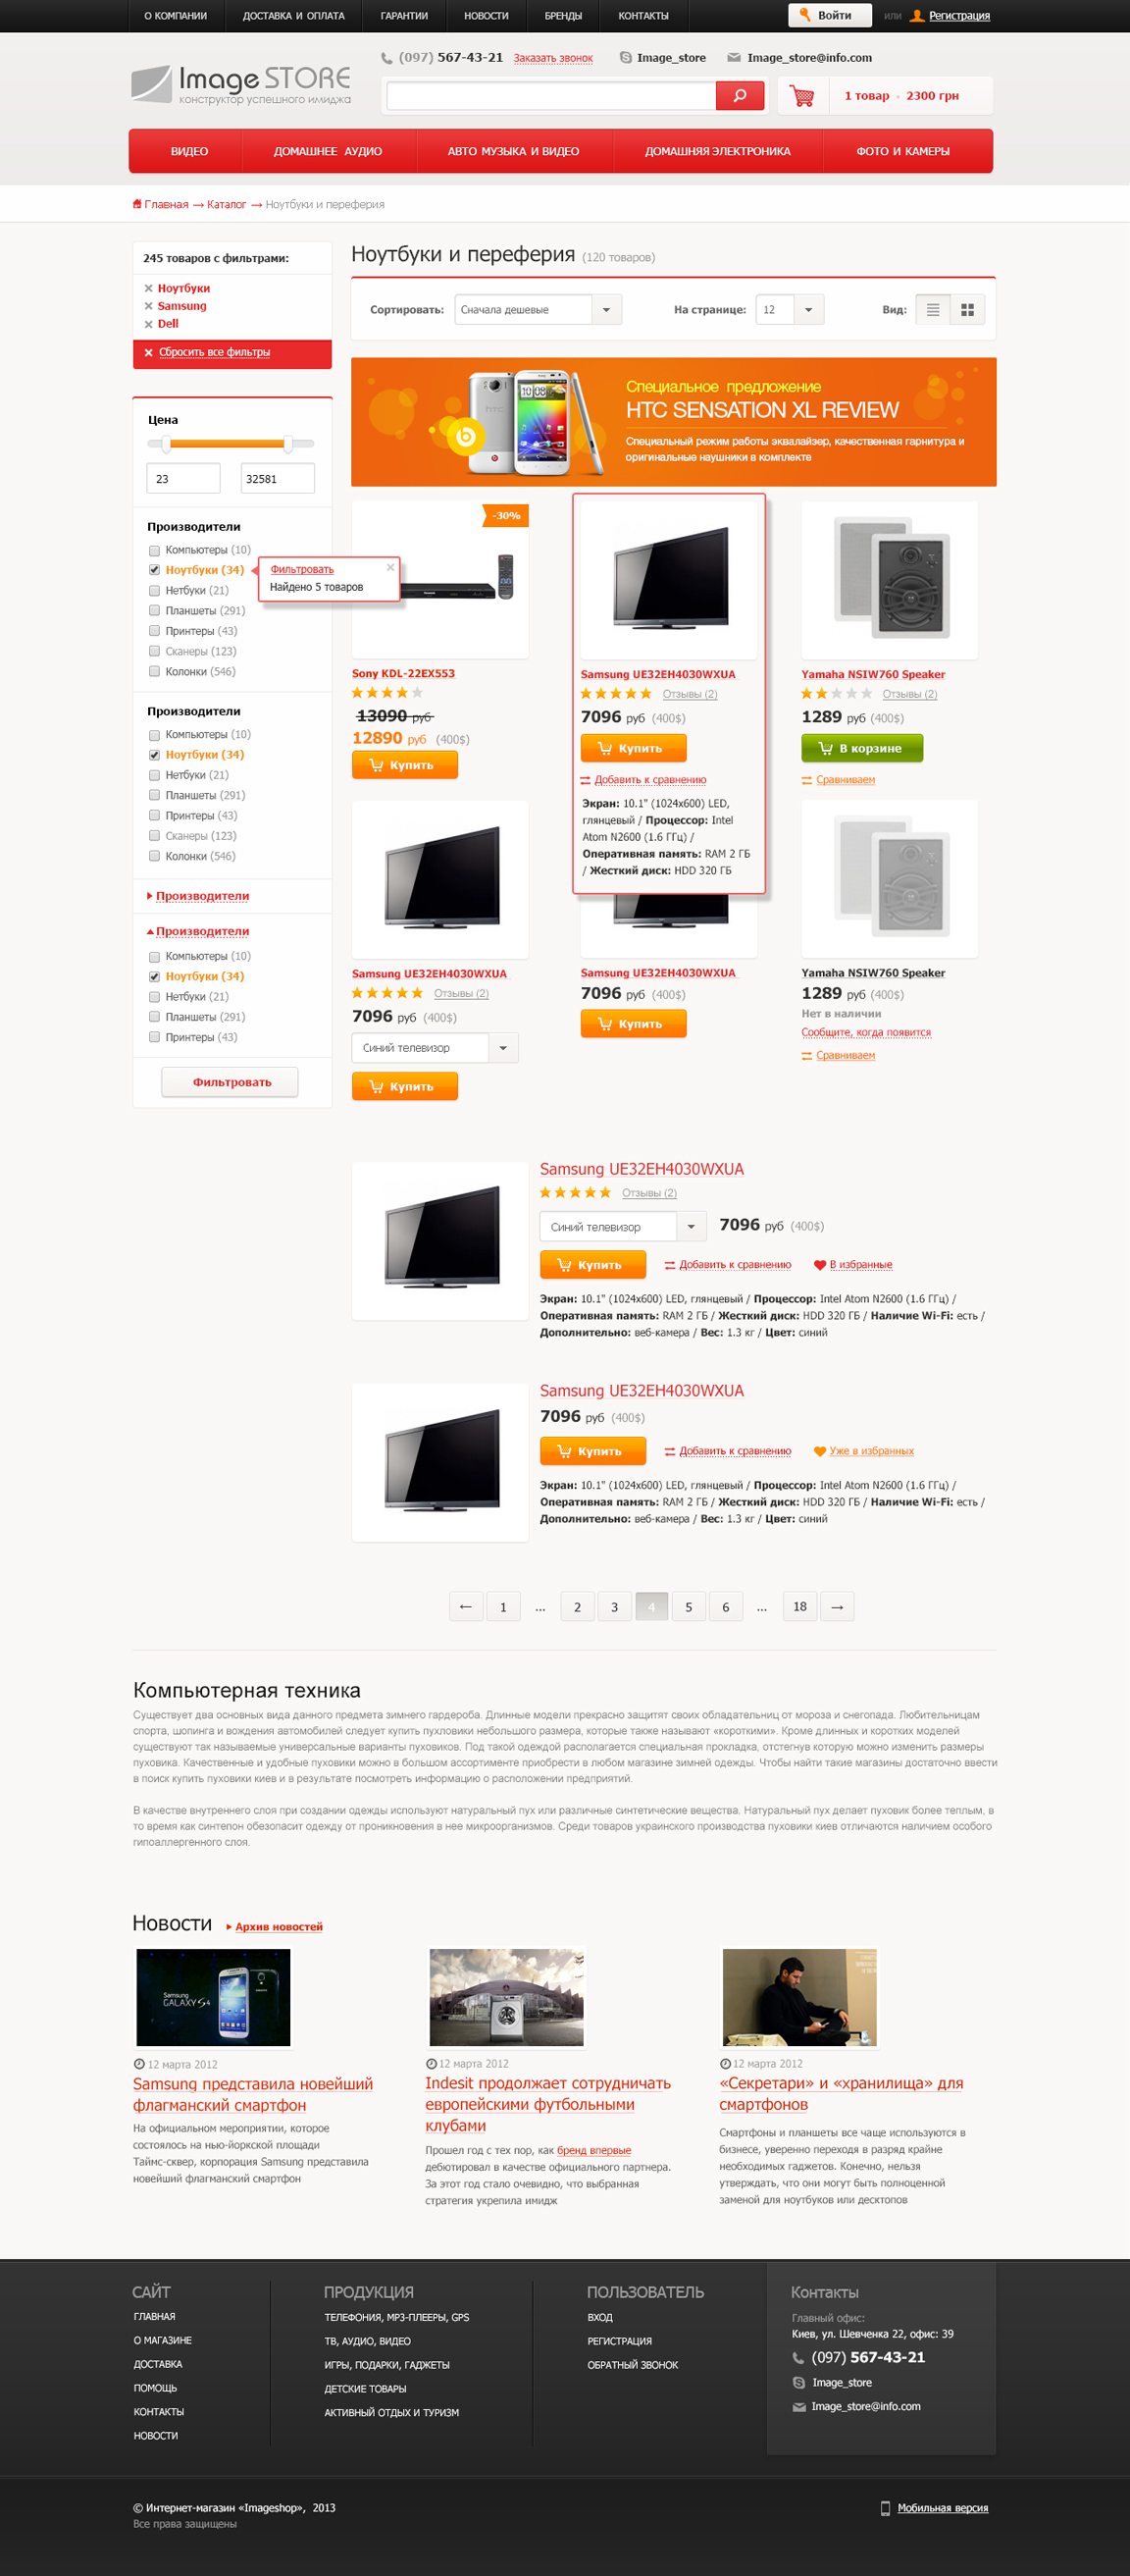 О КОМПАНИИ ДОСТАВКА И ОПЛАТА ГАРАНТИИ НОВОСТИ БРЕНДЫ КОНТАКТЫ Войти или Регистрация
(097) 567-43-21 Заказать звонок Image_store Image_store@info.com
Image STORE
конструктор успешного имиджа
1 товар • 2300 грн
ВИДЕО ДОМАШНЕЕ АУДИО АВТО МУЗЫКА И ВИДЕО ДОМАШНЯЯ ЭЛЕКТРОНИКА ФОТО И КАМЕРЫ
Главная → Каталог → Ноутбуки и переферия
245 товаров с фильтрами:
Ноутбуки
Samsung
Dell
Сбросить все фильтры
Цена
23 32581
Производители
Компьютеры (10)
Ноутбуки (34)
Нетбуки (21)
Планшеты (291)
Принтеры (43)
Сканеры (123)
Колонки (546)
Фильтровать
Найдено 5 товаров
Производители
Компьютеры (10)
Ноутбуки (34)
Нетбуки (21)
Планшеты (291)
Принтеры (43)
Сканеры (123)
Колонки (546)
Производители
Производители
Компьютеры (10)
Ноутбуки (34)
Нетбуки (21)
Планшеты (291)
Принтеры (43)
Фильтровать
Ноутбуки и переферия (120 товаров)
Сортировать: Сначала дешевые На странице: 12 Вид:
hTC
Специальное предложение
HTC SENSATION XL REVIEW
Специальный режим работы эквалайзер, качественная гарнитура и
оригинальные наушники в комплекте
-30%
Sony KDL-22EX553
13090 руб
12890 руб (400$)
Купить
Samsung UE32EH4030WXUA
Отзывы (2)
7096 руб (400$)
Купить
Добавить к сравнению
Экран: 10.1" (1024x600) LED,
глянцевый / Процессор: Intel
Atom N2600 (1.6 ГГц) /
Оперативная память: RAM 2 ГБ
/ Жесткий диск: HDD 320 ГБ
Yamaha NSIW760 Speaker
Отзывы (2)
1289 руб (400$)
В корзине
Сравниваем
Samsung UE32EH4030WXUA
Отзывы (2)
7096 руб (400$)
Синий телевизор
Купить
Samsung UE32EH4030WXUA
7096 руб (400$)
Купить
Yamaha NSIW760 Speaker
1289 руб (400$)
Нет в наличии
Сообщите, когда появится
Сравниваем
Samsung UE32EH4030WXUA
Отзывы (2)
Синий телевизор 7096 руб (400$)
Купить Добавить к сравнению В избранные
Экран: 10.1" (1024x600) LED, глянцевый / Процессор: Intel Atom N2600 (1.6 ГГц) /
Оперативная память: RAM 2 ГБ / Жесткий диск: HDD 320 ГБ / Наличие Wi-Fi: есть /
Дополнительно: веб-камера / Вес: 1.3 кг / Цвет: синий
Samsung UE32EH4030WXUA
7096 руб (400$)
Купить Добавить к сравнению Уже в избранных
Экран: 10.1" (1024x600) LED, глянцевый / Процессор: Intel Atom N2600 (1.6 ГГц) /
Оперативная память: RAM 2 ГБ / Жесткий диск: HDD 320 ГБ / Наличие Wi-Fi: есть /
Дополнительно: веб-камера / Вес: 1.3 кг / Цвет: синий
← 1 ... 2 3 4 5 6 ... 18 →
Компьютерная техника
Существует два основных вида данного предмета зимнего гардероба. Длинные модели прекрасно защитят своих обладательниц от мороза и снегопада. Любительницам
спорта, шопинга и вождения автомобилей следует купить пухловики небольшого размера, которые также называют «короткими». Кроме длинных и коротких моделей
существуют так называемые универсальные варианты пуховиков. Под такой одеждой располагается специальная прокладка, отстегнув которую можно изменить размеры
пуховика. Качественные и удобные пуховики можно в большом ассортименте приобрести в любом магазине зимней одежды. Чтобы найти такие магазины достаточно ввести
в поиск купить пуховики киев и в результате посмотреть информацию о расположении предприятий.
В качестве внутреннего слоя при создании одежды используют натуральный пух или различные синтетические вещества. Натуральный пух делает пуховик более теплым, в
то время как синтепон обезопасит одежду от проникновения в нее микроорганизмов. Среди товаров украинского производства пуховики киев отличаются наличием особого
гипоаллергенного слоя.
Новости Архив новостей
Samsung
GALAXY S4
12 марта 2012
Samsung представила новейший
флагманский смартфон
На официальном мероприятии, которое
состоялось на нью-йоркской площади
Таймс-сквер, корпорация Samsung представила
новейший флагманский смартфон
12 марта 2012
Indesit продолжает сотрудничать
европейскими футбольными
клубами
Прошел год с тех пор, как бренд впервые
дебютировал в качестве официального партнера.
За этот год стало очевидно, что выбранная
стратегия укрепила имидж
12 марта 2012
«Секретари» и «хранилища» для
смартфонов
Смартфоны и планшеты все чаще используются в
бизнесе, уверенно переходя в разряд крайне
необходимых гаджетов. Конечно, нельзя
утверждать, что они могут быть полноценной
заменой для ноутбуков или десктопов
САЙТ
ГЛАВНАЯ
О МАГАЗИНЕ
ДОСТАВКА
ПОМОЩЬ
КОНТАКТЫ
НОВОСТИ
ПРОДУКЦИЯ
ТЕЛЕФОНИЯ, MP3-ПЛЕЕРЫ, GPS
ТВ, АУДИО, ВИДЕО
ИГРЫ, ПОДАРКИ, ГАДЖЕТЫ
ДЕТСКИЕ ТОВАРЫ
АКТИВНЫЙ ОТДЫХ И ТУРИЗМ
ПОЛЬЗОВАТЕЛЬ
ВХОД
РЕГИСТРАЦИЯ
ОБРАТНЫЙ ЗВОНОК
Контакты
Главный офис:
Киев, ул. Шевченка 22, офис: 39
(097) 567-43-21
Image_store
Image_store@info.com
© Интернет-магазин «Imageshop», 2013
Все права защищены
Мобильная версия